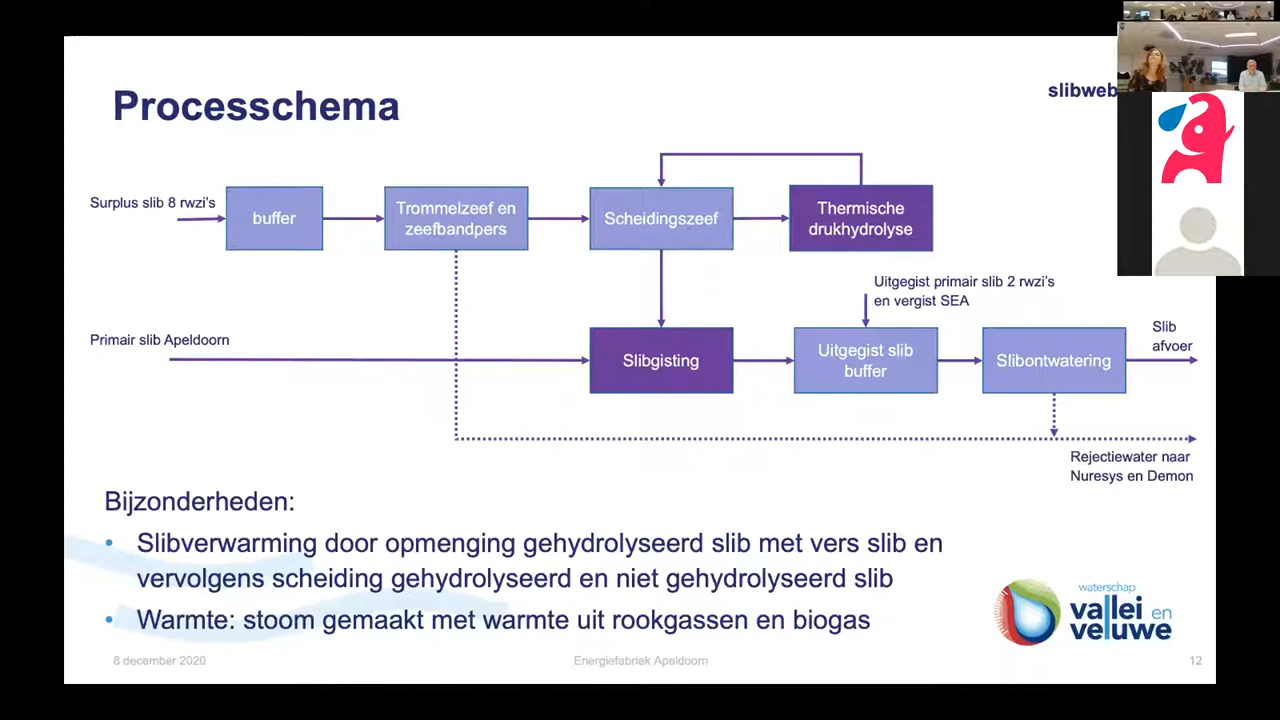 Processchema
slibweb
Surplus slib 8 rwzi's
buffer
Trommelzeef en
zeefbandpers
Scheidingszeef
Thermische
drukhydrolyse
Uitgegist primair slib 2 rwzi's
en vergist SEA
Primair slib Apeldoorn
Slibgisting
Uitgegist slib
buffer
Slibontwatering
Slib
afvoer
Rejectiewater naar
Nuresys en Demon
Bijzonderheden:
• Slibverwarming door opmenging gehydrolyseerd slib met vers slib en
vervolgens scheiding gehydrolyseerd en niet gehydrolyseerd slib
• Warmte: stoom gemaakt met warmte uit rookgassen en biogas
waterschap
vallei en
veluwe
8 december 2020
Energiefabriek Apeldoorn
12